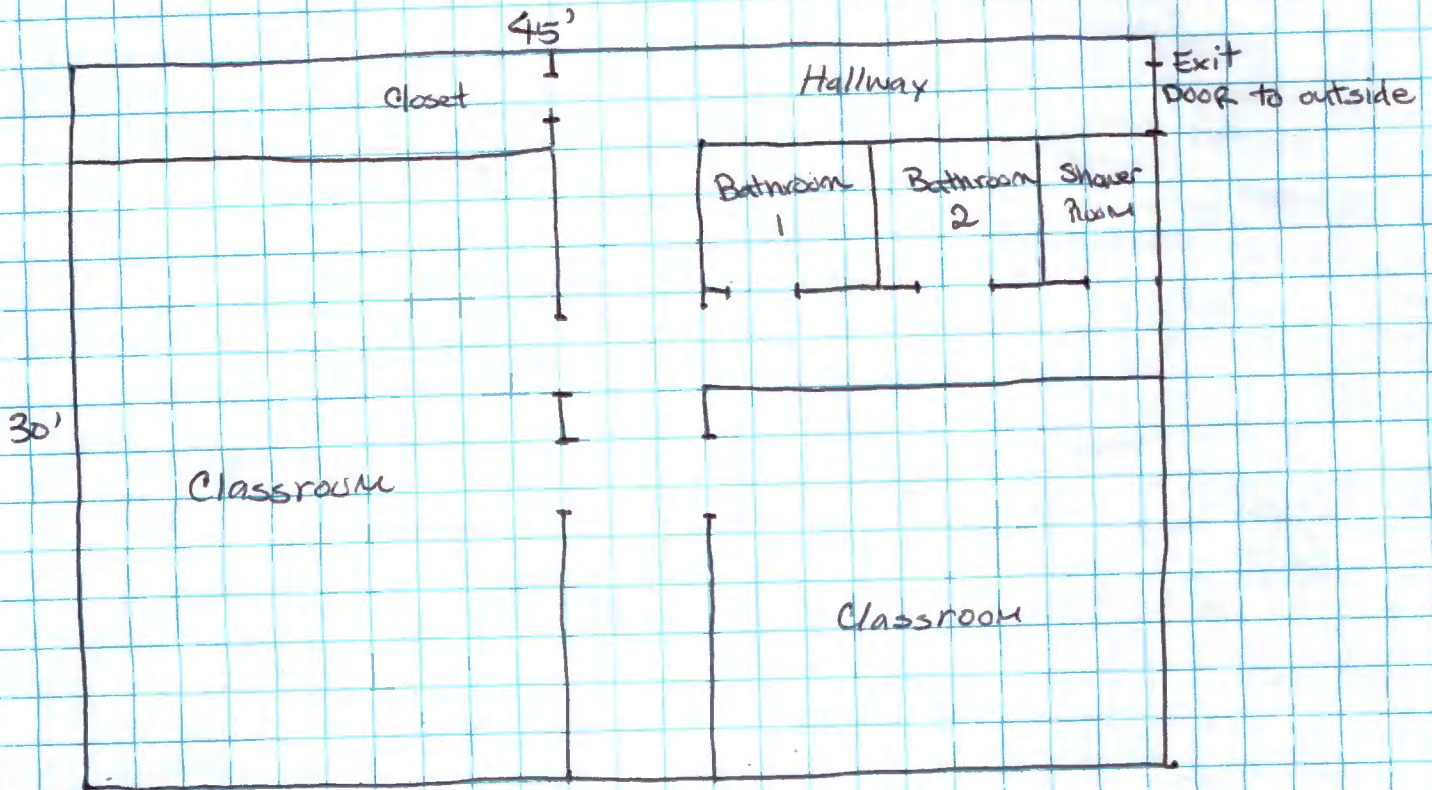 45'
Closet
Hallway
Exit
DOOR to outside
Bathroom
1
Bathroom
2
Shower
Room
30'
Classroom
Classroom